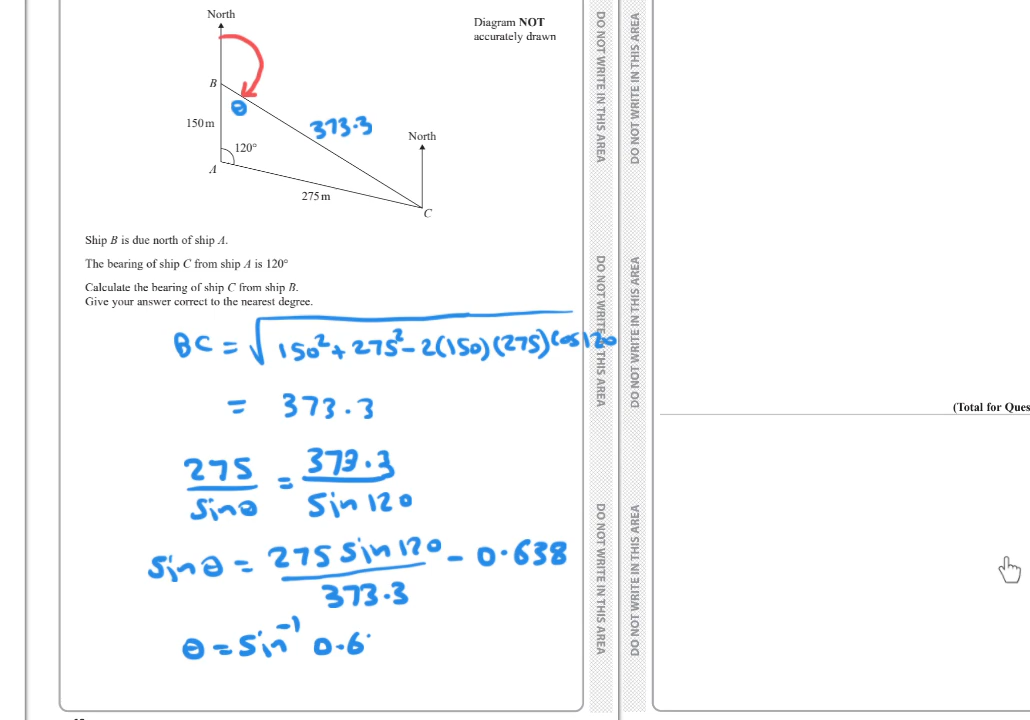 North
Diagram NOT
accurately drawn
B
θ
150 m
373.3
North
120°
A
275 m
C
Ship B is due north of ship A.
The bearing of ship C from ship A is 120°
Calculate the bearing of ship C from ship B.
Give your answer correct to the nearest degree.
BC = √150² + 275² - 2(150)(275)cos120
= 373.3
275/sinθ = 373.3/sin120
sinθ = 275 sin120/373.3 - 0.638
θ = sin⁻¹ 0.6
DO NOT WRITE IN THIS AREA
DO NOT WRITE IN THIS AREA
DO NOT WRITE IN THIS AREA
DO NOT WRITE IN THIS AREA
DO NOT WRITE IN THIS AREA
DO NOT WRITE IN THIS AREA
(Total for Ques